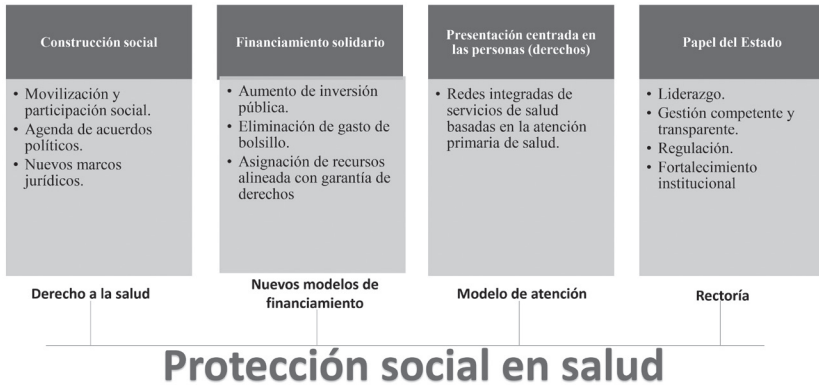 Construcción social
• Movilización y
participación social.
• Agenda de acuerdos
políticos.
• Nuevos marcos
jurídicos.
Derecho a la salud
Financiamiento solidario
• Aumento de inversión
pública.
• Eliminación de gasto de
bolsillo.
• Asignación de recursos
alineada con garantía de
derechos
Nuevos modelos de
financiamiento
Presentación centrada en
las personas (derechos)
• Redes integradas de
servicios de salud
basadas en la atención
primaria de salud.
Modelo de atención
Papel del Estado
• Liderazgo.
• Gestión competente y
transparente.
• Regulación.
• Fortalecimiento
institucional
Rectoría
Protección social en salud